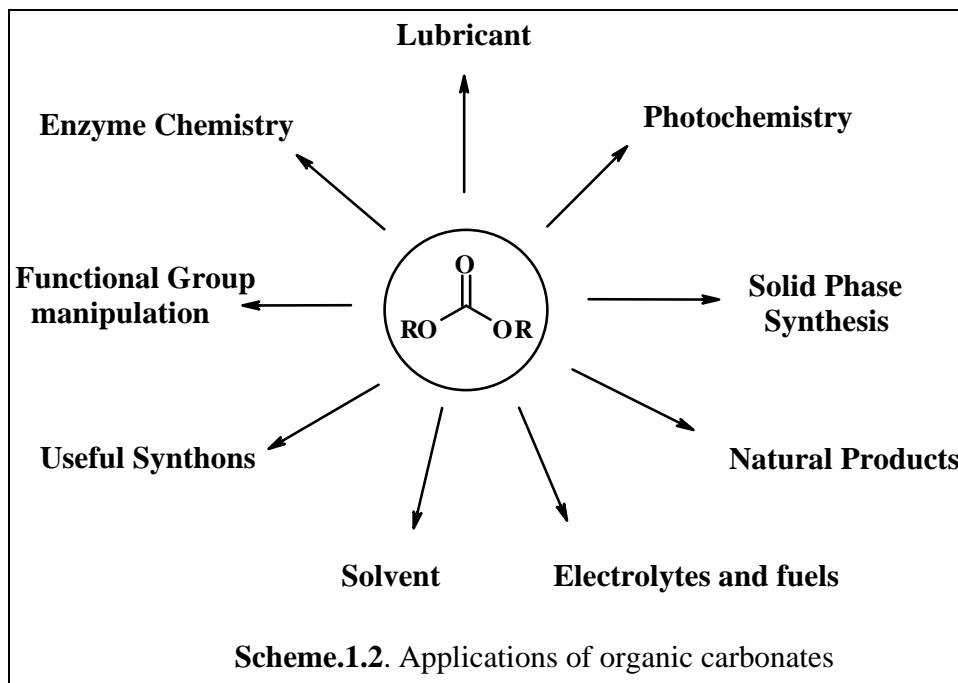 Lubricant
Enzyme Chemistry
Photochemistry
Functional Group
manipulation
O
RO
OR
Solid Phase
Synthesis
Useful Synthons
Natural Products
Solvent
Electrolytes and fuels
Scheme.1.2. Applications of organic carbonates